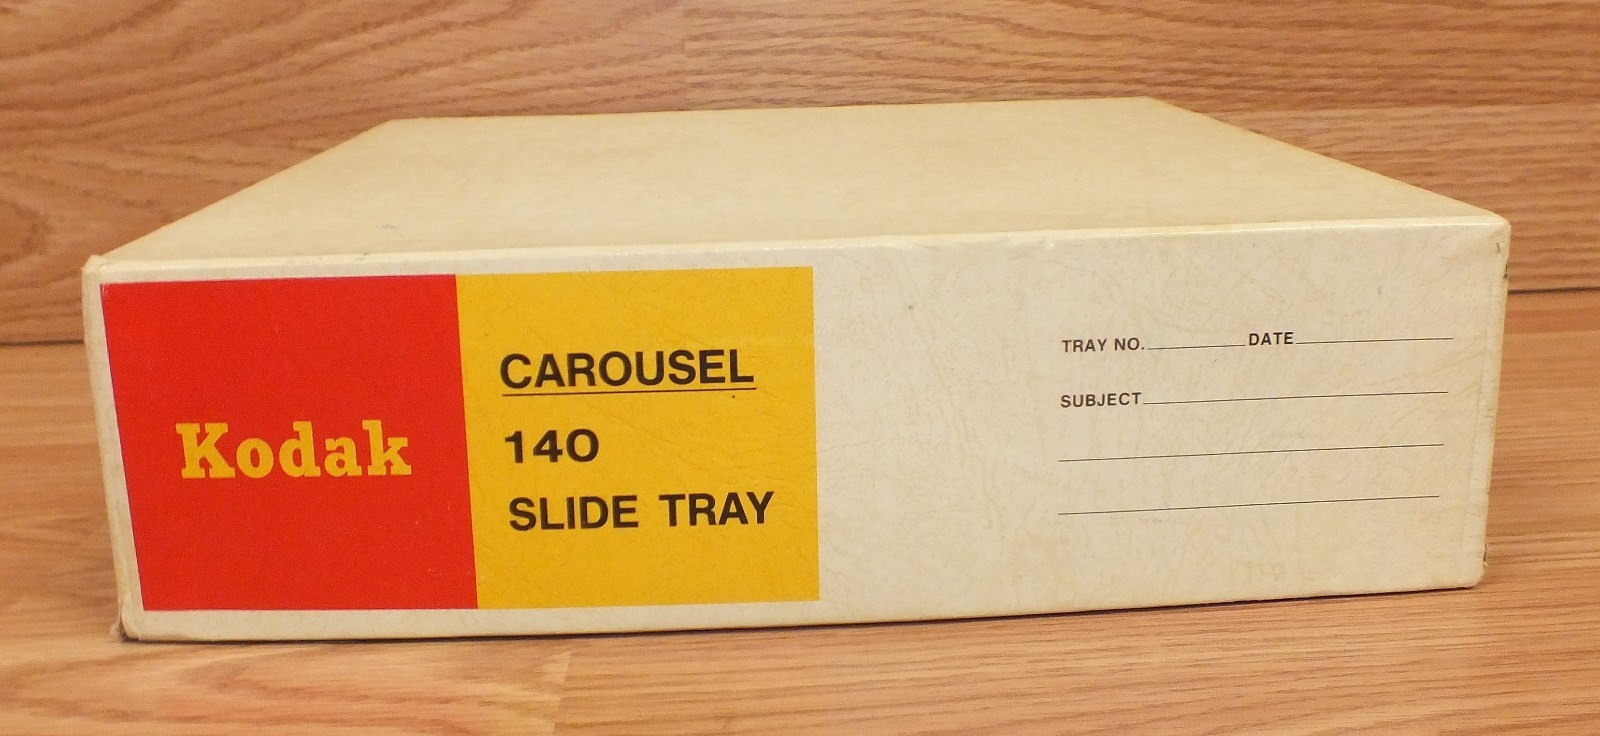 Kodak
CAROUSEL
140
SLIDE TRAY
TRAY NO. DATE
SUBJECT